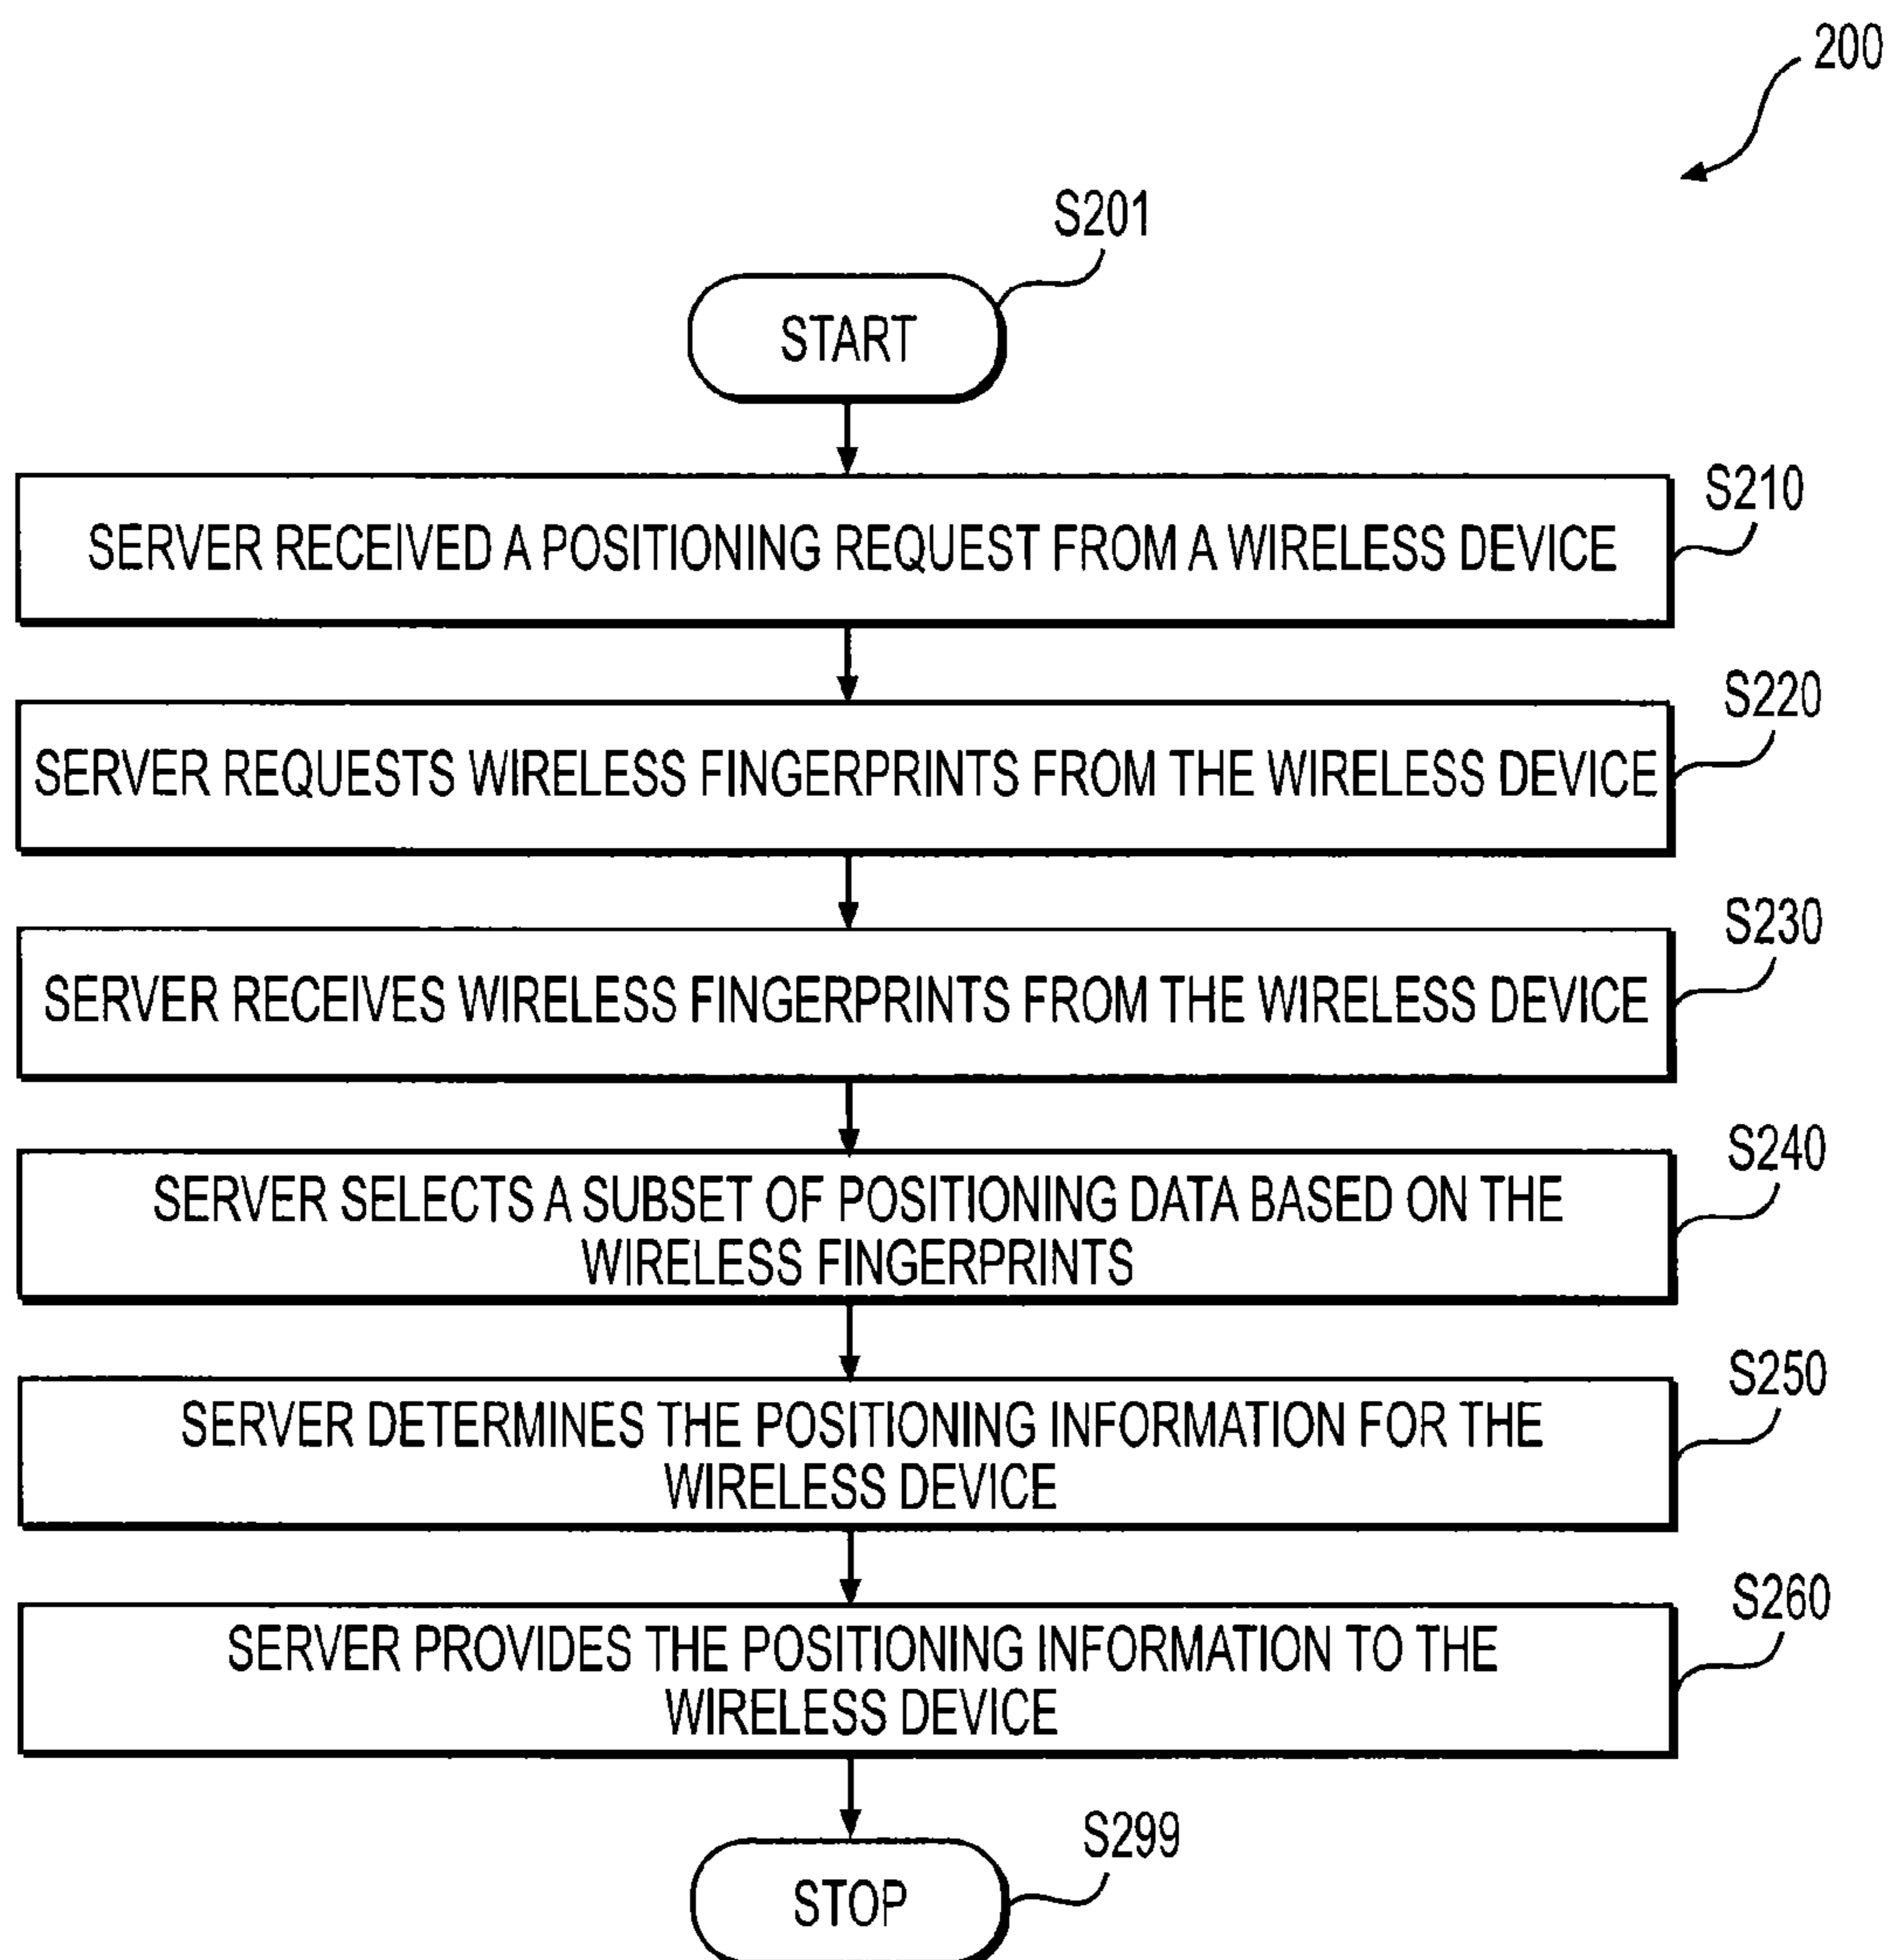 200
S201
START
S210
SERVER RECEIVED A POSITIONING REQUEST FROM A WIRELESS DEVICE
S220
SERVER REQUESTS WIRELESS FINGERPRINTS FROM THE WIRELESS DEVICE
S230
SERVER RECEIVES WIRELESS FINGERPRINTS FROM THE WIRELESS DEVICE
S240
SERVER SELECTS A SUBSET OF POSITIONING DATA BASED ON THE
WIRELESS FINGERPRINTS
S250
SERVER DETERMINES THE POSITIONING INFORMATION FOR THE
WIRELESS DEVICE
S260
SERVER PROVIDES THE POSITIONING INFORMATION TO THE
WIRELESS DEVICE
S299
STOP